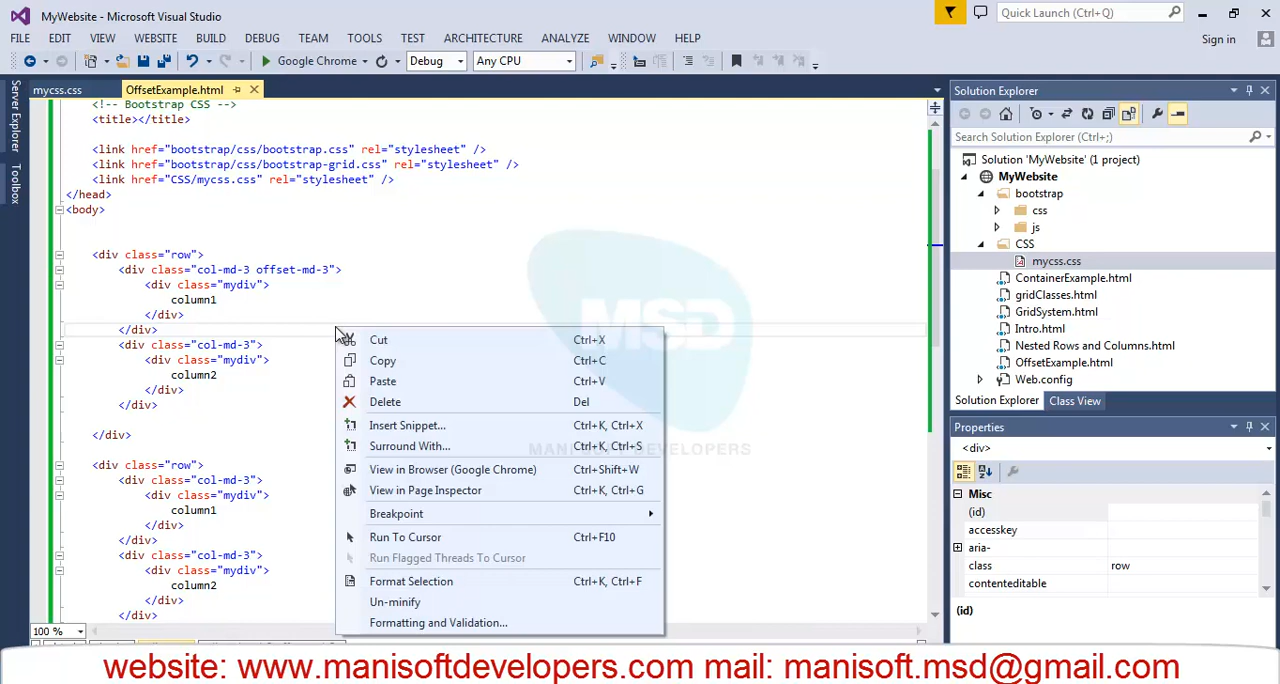 MyWebsite - Microsoft Visual Studio
Quick Launch (Ctrl+Q)
FILE EDIT VIEW WEBSITE BUILD DEBUG TEAM TOOLS TEST ARCHITECTURE ANALYZE WINDOW HELP
Sign in
Google Chrome Debug Any CPU
Server Explorer
Toolbox
mycss.css OffsetExample.html
<!-- Bootstrap CSS -->
<title></title>
<link href="bootstrap/css/bootstrap.css" rel="stylesheet" />
<link href="bootstrap/css/bootstrap-grid.css" rel="stylesheet" />
<link href="CSS/mycss.css" rel="stylesheet" />
</head>
<body>
<div class="row">
<div class="col-md-3 offset-md-3">
<div class="mydiv">
column1
</div>
</div>
<div class="col-md-3">
<div class="mydiv">
column2
</div>
</div>
</div>
<div class="row">
<div class="col-md-3">
<div class="mydiv">
column1
</div>
</div>
<div class="col-md-3">
<div class="mydiv">
column2
</div>
</div>
100 %
Cut Ctrl+X
Copy Ctrl+C
Paste Ctrl+V
Delete Del
Insert Snippet... Ctrl+K, Ctrl+X
Surround With... Ctrl+K, Ctrl+S
View in Browser (Google Chrome) Ctrl+Shift+W
View in Page Inspector Ctrl+K, Ctrl+G
Breakpoint
Run To Cursor Ctrl+F10
Run Flagged Threads To Cursor
Format Selection Ctrl+K, Ctrl+F
Un-minify
Formatting and Validation...
MSD
MANISOFT DEVELOPERS
Solution Explorer
Search Solution Explorer (Ctrl+;)
Solution 'MyWebsite' (1 project)
MyWebsite
bootstrap
css
js
CSS
mycss.css
ContainerExample.html
gridClasses.html
GridSystem.html
Intro.html
Nested Rows and Columns.html
OffsetExample.html
Web.config
Solution Explorer Class View
Properties
<div>
Misc
(id)
accesskey
aria-
class row
contenteditable
(id)
website: www.manisoftdevelopers.com mail: manisoft.msd@gmail.com